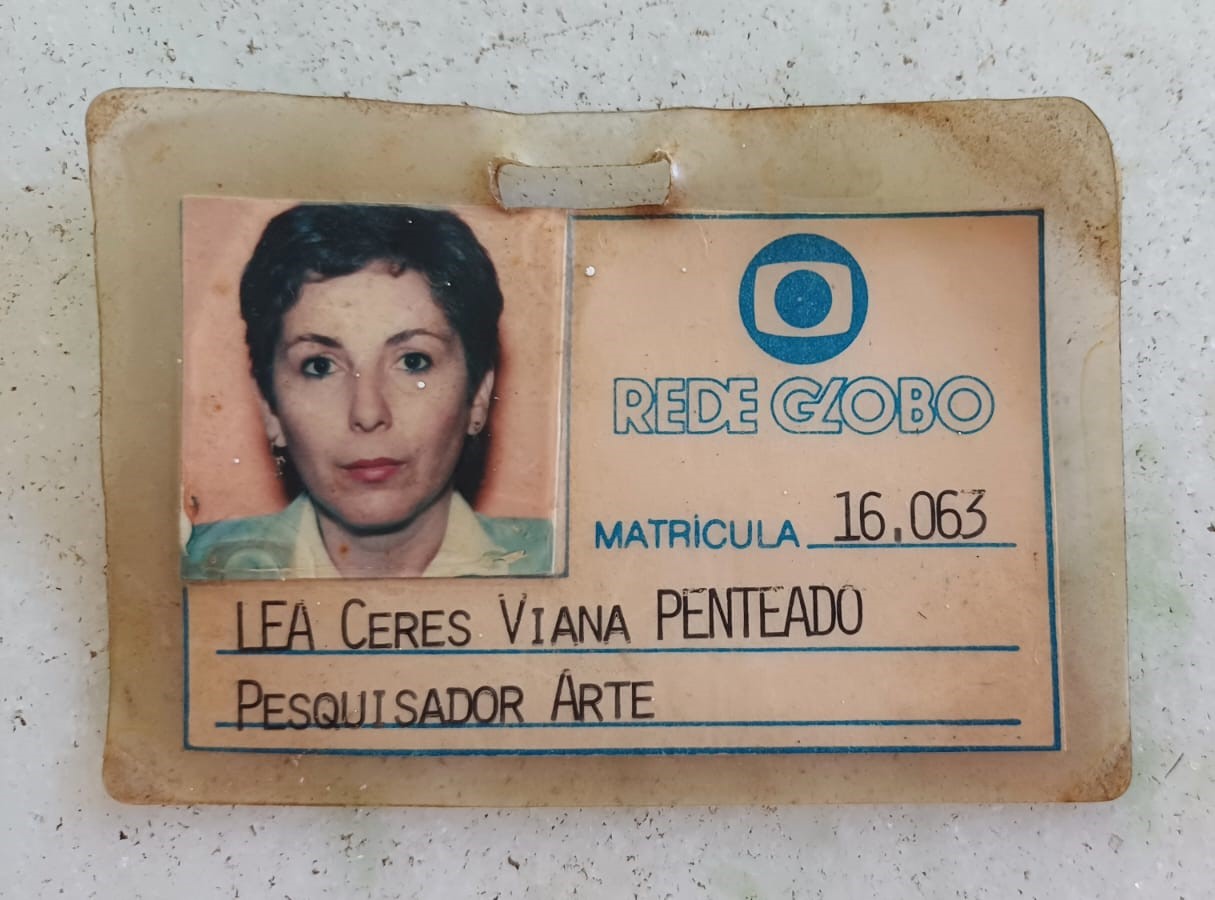 REDE GLOBO
MATRÍCULA 16.063
LEA CERES VIANA PENTEADO
PESQUISADOR ARTE